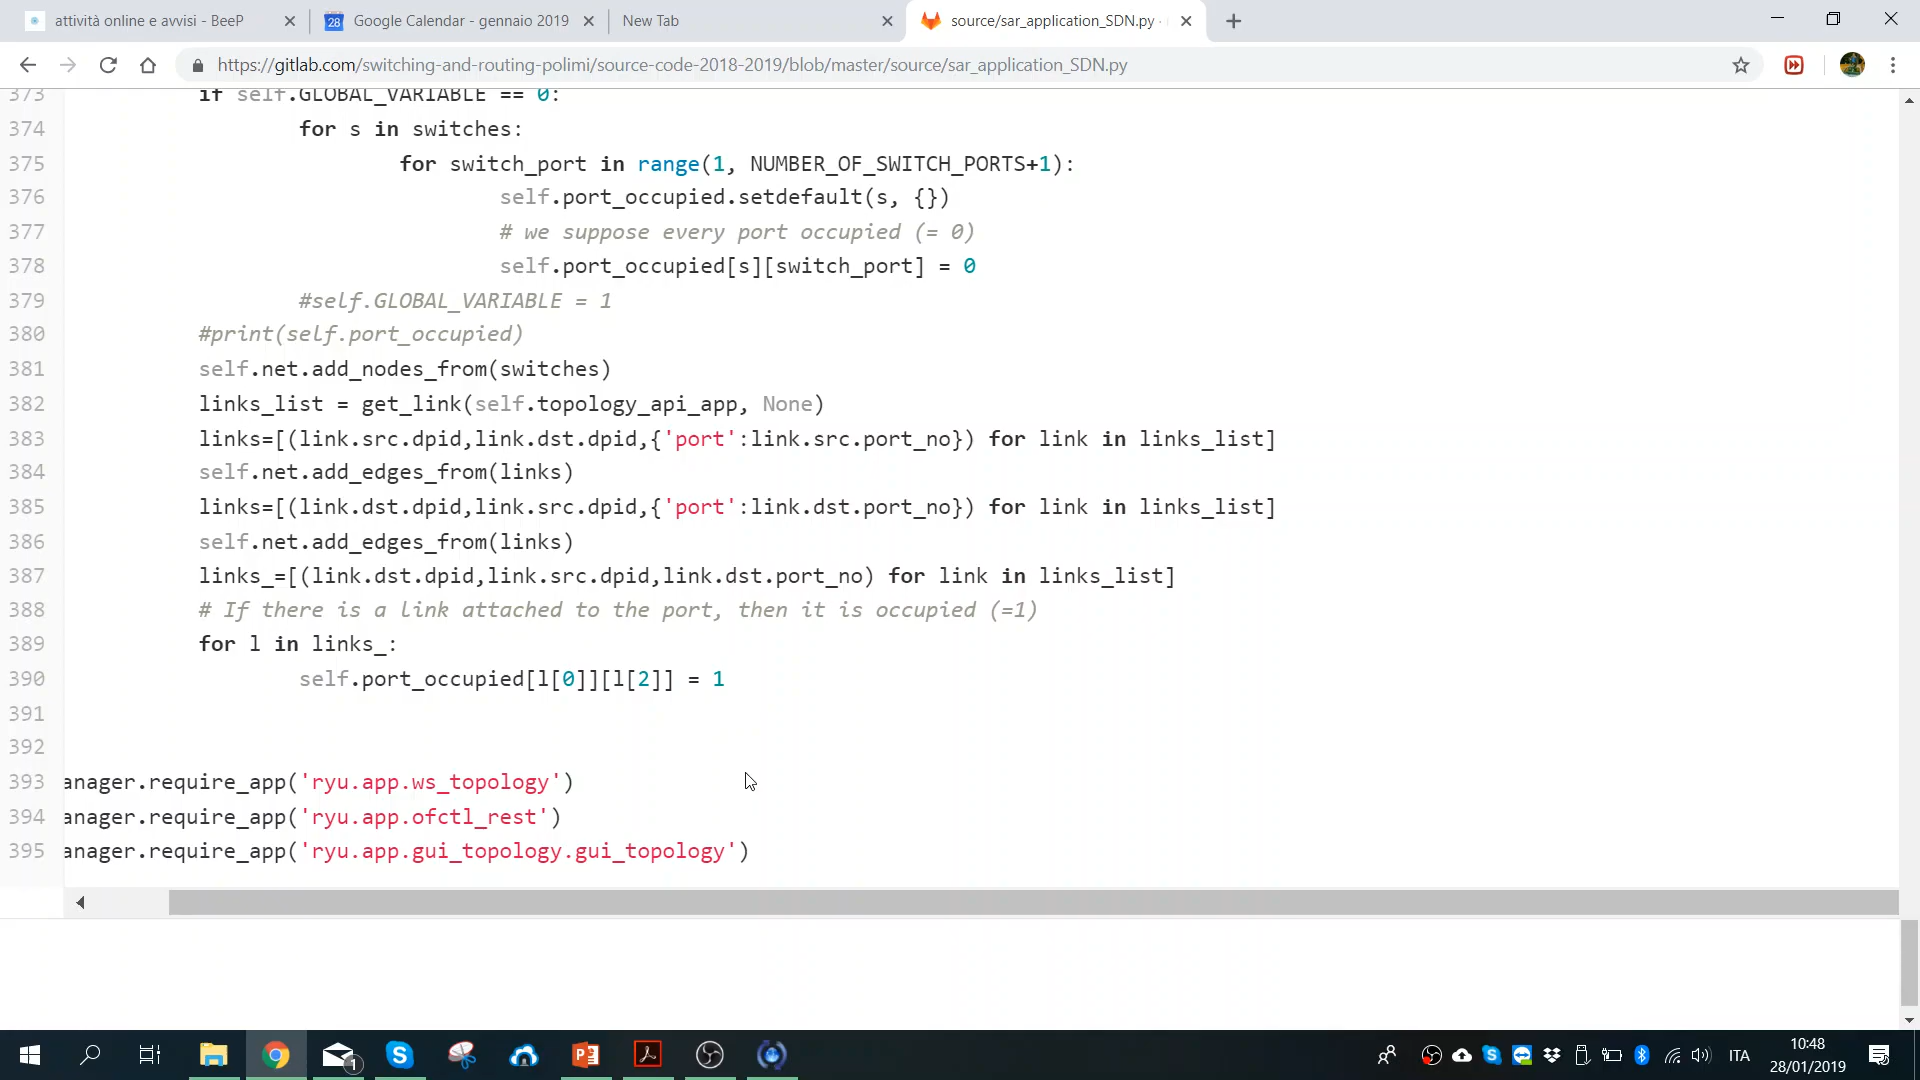 attività online e avvisi - BeeP
Google Calendar - gennaio 2019
New Tab
source/sar_application_SDN.py ·
https://gitlab.com/switching-and-routing-polimi/source-code-2018-2019/blob/master/source/sar_application_SDN.py
373 if self.GLOBAL_VARIABLE == 0:
374 for s in switches:
375 for switch_port in range(1, NUMBER_OF_SWITCH_PORTS+1):
376 self.port_occupied.setdefault(s, {})
377 # we suppose every port occupied (= 0)
378 self.port_occupied[s][switch_port] = 0
379 #self.GLOBAL_VARIABLE = 1
380 #print(self.port_occupied)
381 self.net.add_nodes_from(switches)
382 links_list = get_link(self.topology_api_app, None)
383 links=[(link.src.dpid,link.dst.dpid,{'port':link.src.port_no}) for link in links_list]
384 self.net.add_edges_from(links)
385 links=[(link.dst.dpid,link.src.dpid,{'port':link.dst.port_no}) for link in links_list]
386 self.net.add_edges_from(links)
387 links_=[(link.dst.dpid,link.src.dpid,link.dst.port_no) for link in links_list]
388 # If there is a link attached to the port, then it is occupied (=1)
389 for l in links_:
390 self.port_occupied[l[0]][l[2]] = 1
391
392
393 anager.require_app('ryu.app.ws_topology')
394 anager.require_app('ryu.app.ofctl_rest')
395 anager.require_app('ryu.app.gui_topology.gui_topology')
1
ITA
10:48
28/01/2019